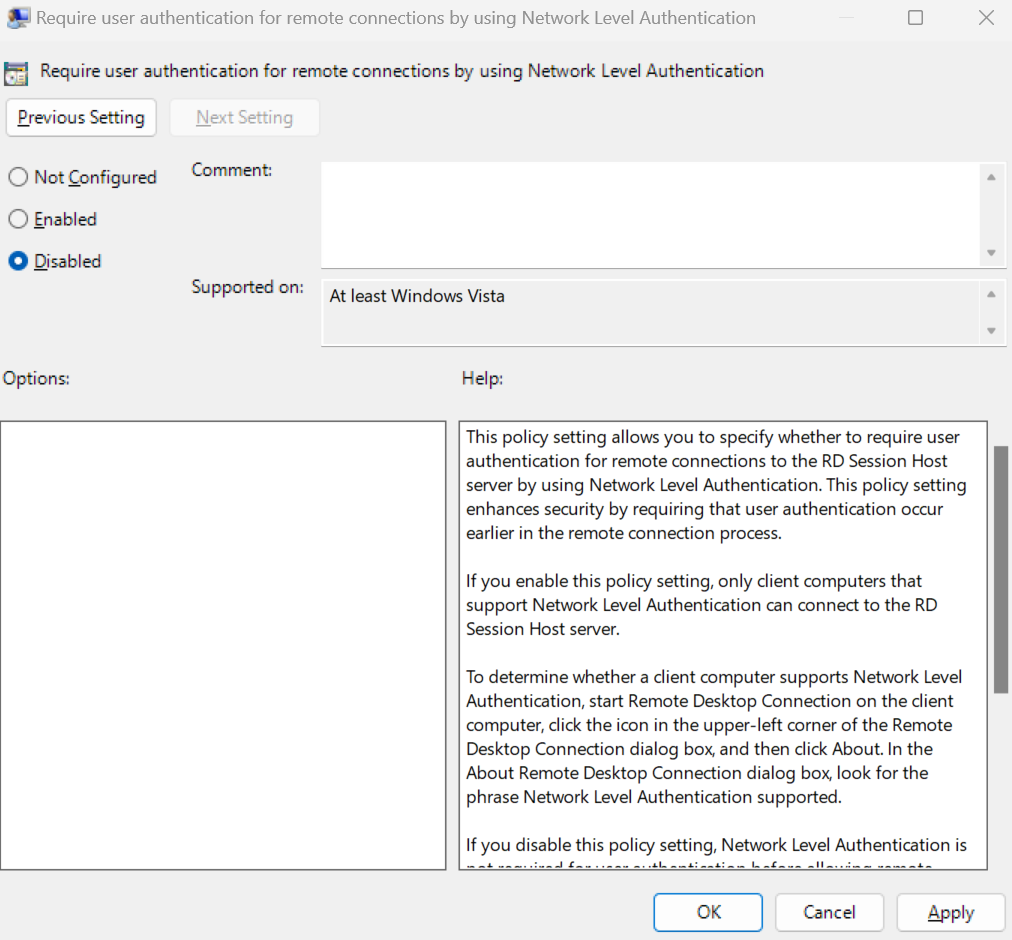 Require user authentication for remote connections by using Network Level Authentication
Require user authentication for remote connections by using Network Level Authentication
Previous Setting
Next Setting
Not Configured
Comment:
Enabled
Disabled
Supported on:
At least Windows Vista
Options:
Help:
This policy setting allows you to specify whether to require user
authentication for remote connections to the RD Session Host
server by using Network Level Authentication. This policy setting
enhances security by requiring that user authentication occur
earlier in the remote connection process.
If you enable this policy setting, only client computers that
support Network Level Authentication can connect to the RD
Session Host server.
To determine whether a client computer supports Network Level
Authentication, start Remote Desktop Connection on the client
computer, click the icon in the upper-left corner of the Remote
Desktop Connection dialog box, and then click About. In the
About Remote Desktop Connection dialog box, look for the
phrase Network Level Authentication supported.
If you disable this policy setting, Network Level Authentication is
not required for user authentication before allowing remote
OK
Cancel
Apply